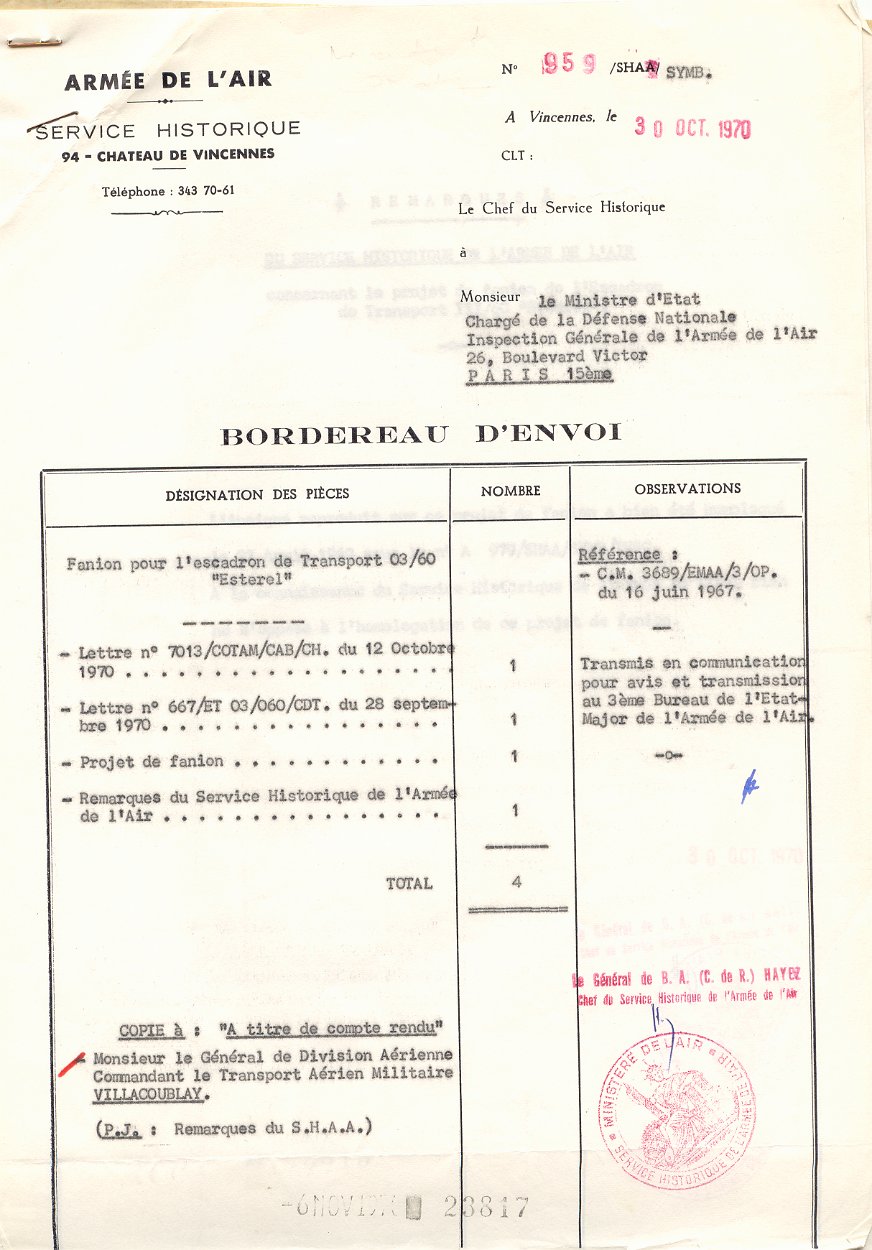 ARMÉE DE L'AIR
SERVICE HISTORIQUE
94 - CHATEAU DE VINCENNES
Téléphone : 343 70-61
N° 959 /SHAA/ SYMB.
A Vincennes, le 30 OCT. 1970
CLT :
Le Chef du Service Historique
à
Monsieur le Ministre d'Etat
Chargé de la Défense Nationale
Inspection Générale de l'Armée de l'Air
26, Boulevard Victor
PARIS 15ème
BORDEREAU D'ENVOI
DÉSIGNATION DES PIÈCES
NOMBRE
OBSERVATIONS
Fanion pour l'escadron de Transport 03/60
"Esterel"
-------
- Lettre n° 7013/COTAM/CAB/CH. du 12 Octobre
1970 . . . . . . . . . . . . . . . . . . 1
- Lettre n° 667/ET 03/060/CDT. du 28 septem-
bre 1970 . . . . . . . . . . . . . . . . 1
- Projet de fanion . . . . . . . . . . . . 1
- Remarques du Service Historique de l'Armée
de l'Air . . . . . . . . . . . . . . . . 1
TOTAL 4
Référence :
- C.M. 3689/EMAA/3/OP.
du 16 juin 1967.
Transmis en communication
pour avis et transmission
au 3ème Bureau de l'Etat-
Major de l'Armée de l'Air.
-o-
Le Général de B. A. (C. de R.) HAYEZ
Chef du Service Historique de l'Armée de l'Air
MINISTERE DE L'AIR
SERVICE HISTORIQUE DE L'ARMEE DE L'AIR
COPIE à : "A titre de compte rendu"
- Monsieur le Général de Division Aérienne
Commandant le Transport Aérien Militaire
VILLACOUBLAY.
(P.J. : Remarques du S.H.A.A.)
-6 NOV 1970 23817